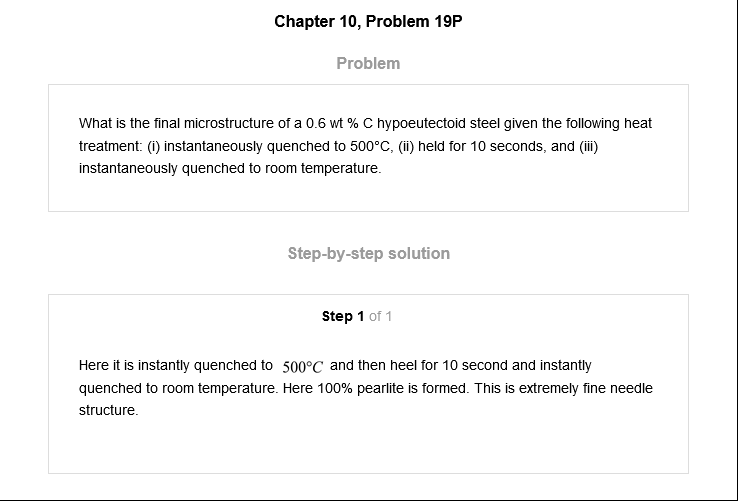 Chapter 10, Problem 19P
Problem
What is the final microstructure of a 0.6 wt % C hypoeutectoid steel given the following heat
treatment: (i) instantaneously quenched to 500°C, (ii) held for 10 seconds, and (iii)
instantaneously quenched to room temperature.
Step-by-step solution
Step 1 of 1
Here it is instantly quenched to 500°C and then heel for 10 second and instantly
quenched to room temperature. Here 100% pearlite is formed. This is extremely fine needle
structure.